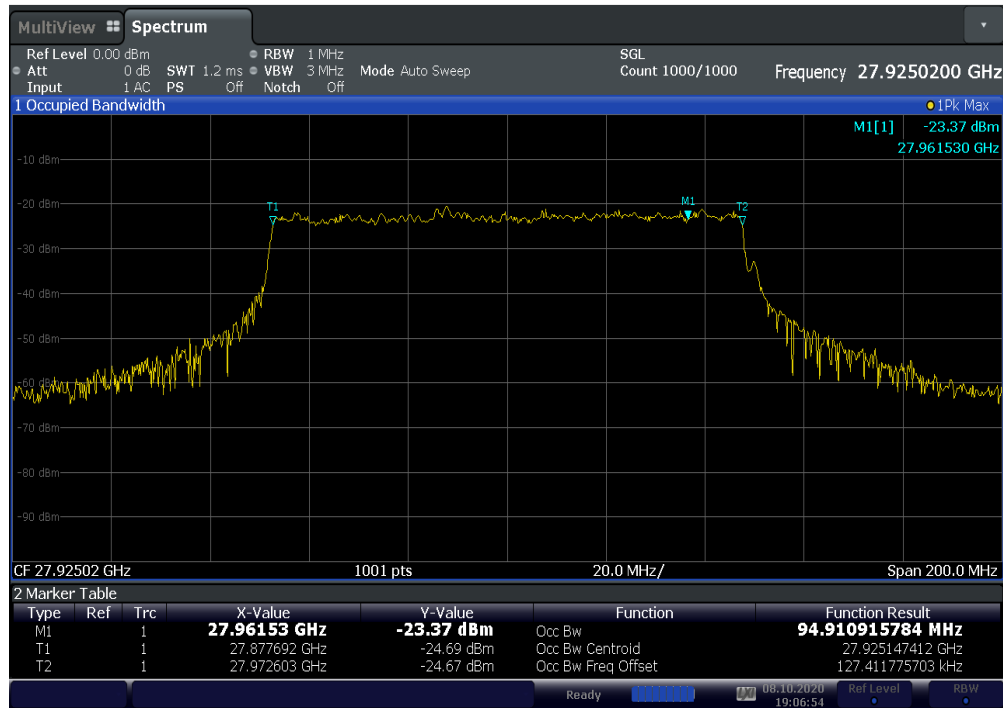 MultiView Spectrum
Ref Level 0.00 dBm RBW 1 MHz SGL
Att 0 dB SWT 1.2 ms VBW 3 MHz Mode Auto Sweep Count 1000/1000 Frequency 27.9250200 GHz
Input 1 AC PS Off Notch Off
1 Occupied Bandwidth 1Pk Max
M1[1] -23.37 dBm
27.961530 GHz
-10 dBm
-20 dBm
T1 M1 T2
-30 dBm
-40 dBm
-50 dBm
-60 dBm
-70 dBm
-80 dBm
-90 dBm
CF 27.92502 GHz 1001 pts 20.0 MHz/ Span 200.0 MHz
2 Marker Table
Type Ref Trc X-Value Y-Value Function Function Result
M1 1 27.96153 GHz -23.37 dBm Occ Bw 94.910915784 MHz
T1 1 27.877692 GHz -24.69 dBm Occ Bw Centroid 27.925147412 GHz
T2 1 27.972603 GHz -24.67 dBm Occ Bw Freq Offset 127.411775703 kHz
Ready 08.10.2020 Ref Level RBW
19:06:54